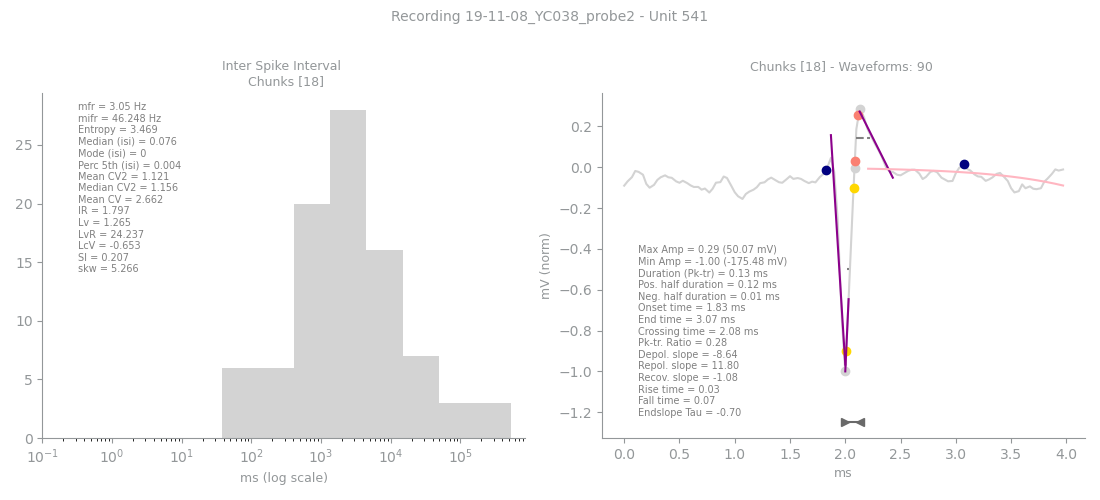 Recording 19-11-08_YC038_probe2 - Unit 541
Inter Spike Interval
Chunks [18]
mfr = 3.05 Hz
mifr = 46.248 Hz
Entropy = 3.469
Median (isi) = 0.076
Mode (isi) = 0
Perc 5th (isi) = 0.004
Mean CV2 = 1.121
Median CV2 = 1.156
Mean CV = 2.662
IR = 1.797
Lv = 1.265
LvR = 24.237
LcV = -0.653
SI = 0.207
skw = 5.266
25
20
15
10
5
0
10⁻¹ 10⁰ 10¹ 10² 10³ 10⁴ 10⁵
ms (log scale)
Chunks [18] - Waveforms: 90
0.2
0.0
−0.2
−0.4
−0.6
−0.8
−1.0
−1.2
mV (norm)
Max Amp = 0.29 (50.07 mV)
Min Amp = -1.00 (-175.48 mV)
Duration (Pk-tr) = 0.13 ms
Pos. half duration = 0.12 ms
Neg. half duration = 0.01 ms
Onset time = 1.83 ms
End time = 3.07 ms
Crossing time = 2.08 ms
Pk-tr. Ratio = 0.28
Depol. slope = -8.64
Repol. slope = 11.80
Recov. slope = -1.08
Rise time = 0.03
Fall time = 0.07
Endslope Tau = -0.70
0.0 0.5 1.0 1.5 2.0 2.5 3.0 3.5 4.0
ms